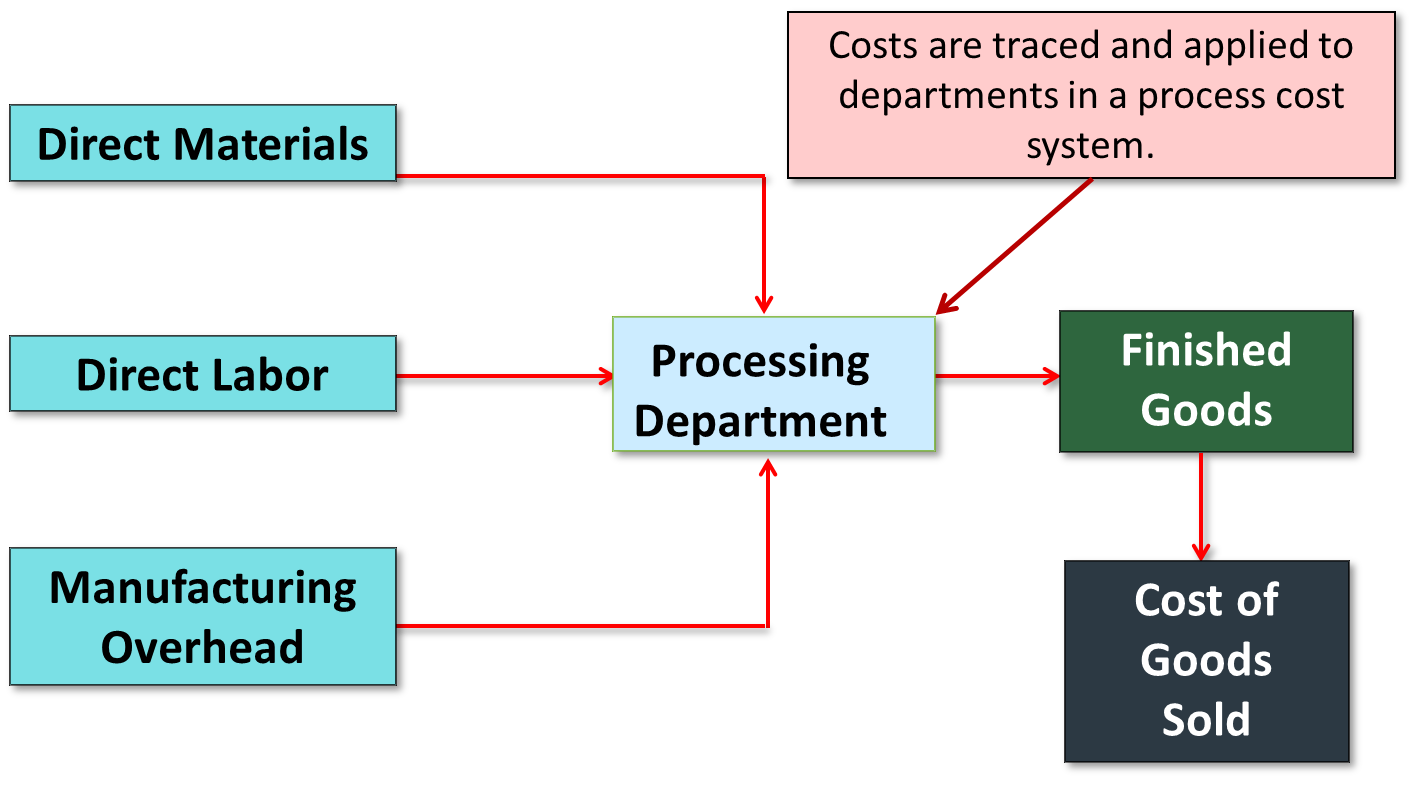 Costs are traced and applied to
departments in a process cost
system.
Direct Materials
Direct Labor
Processing
Department
Finished
Goods
Manufacturing
Overhead
Cost of
Goods
Sold